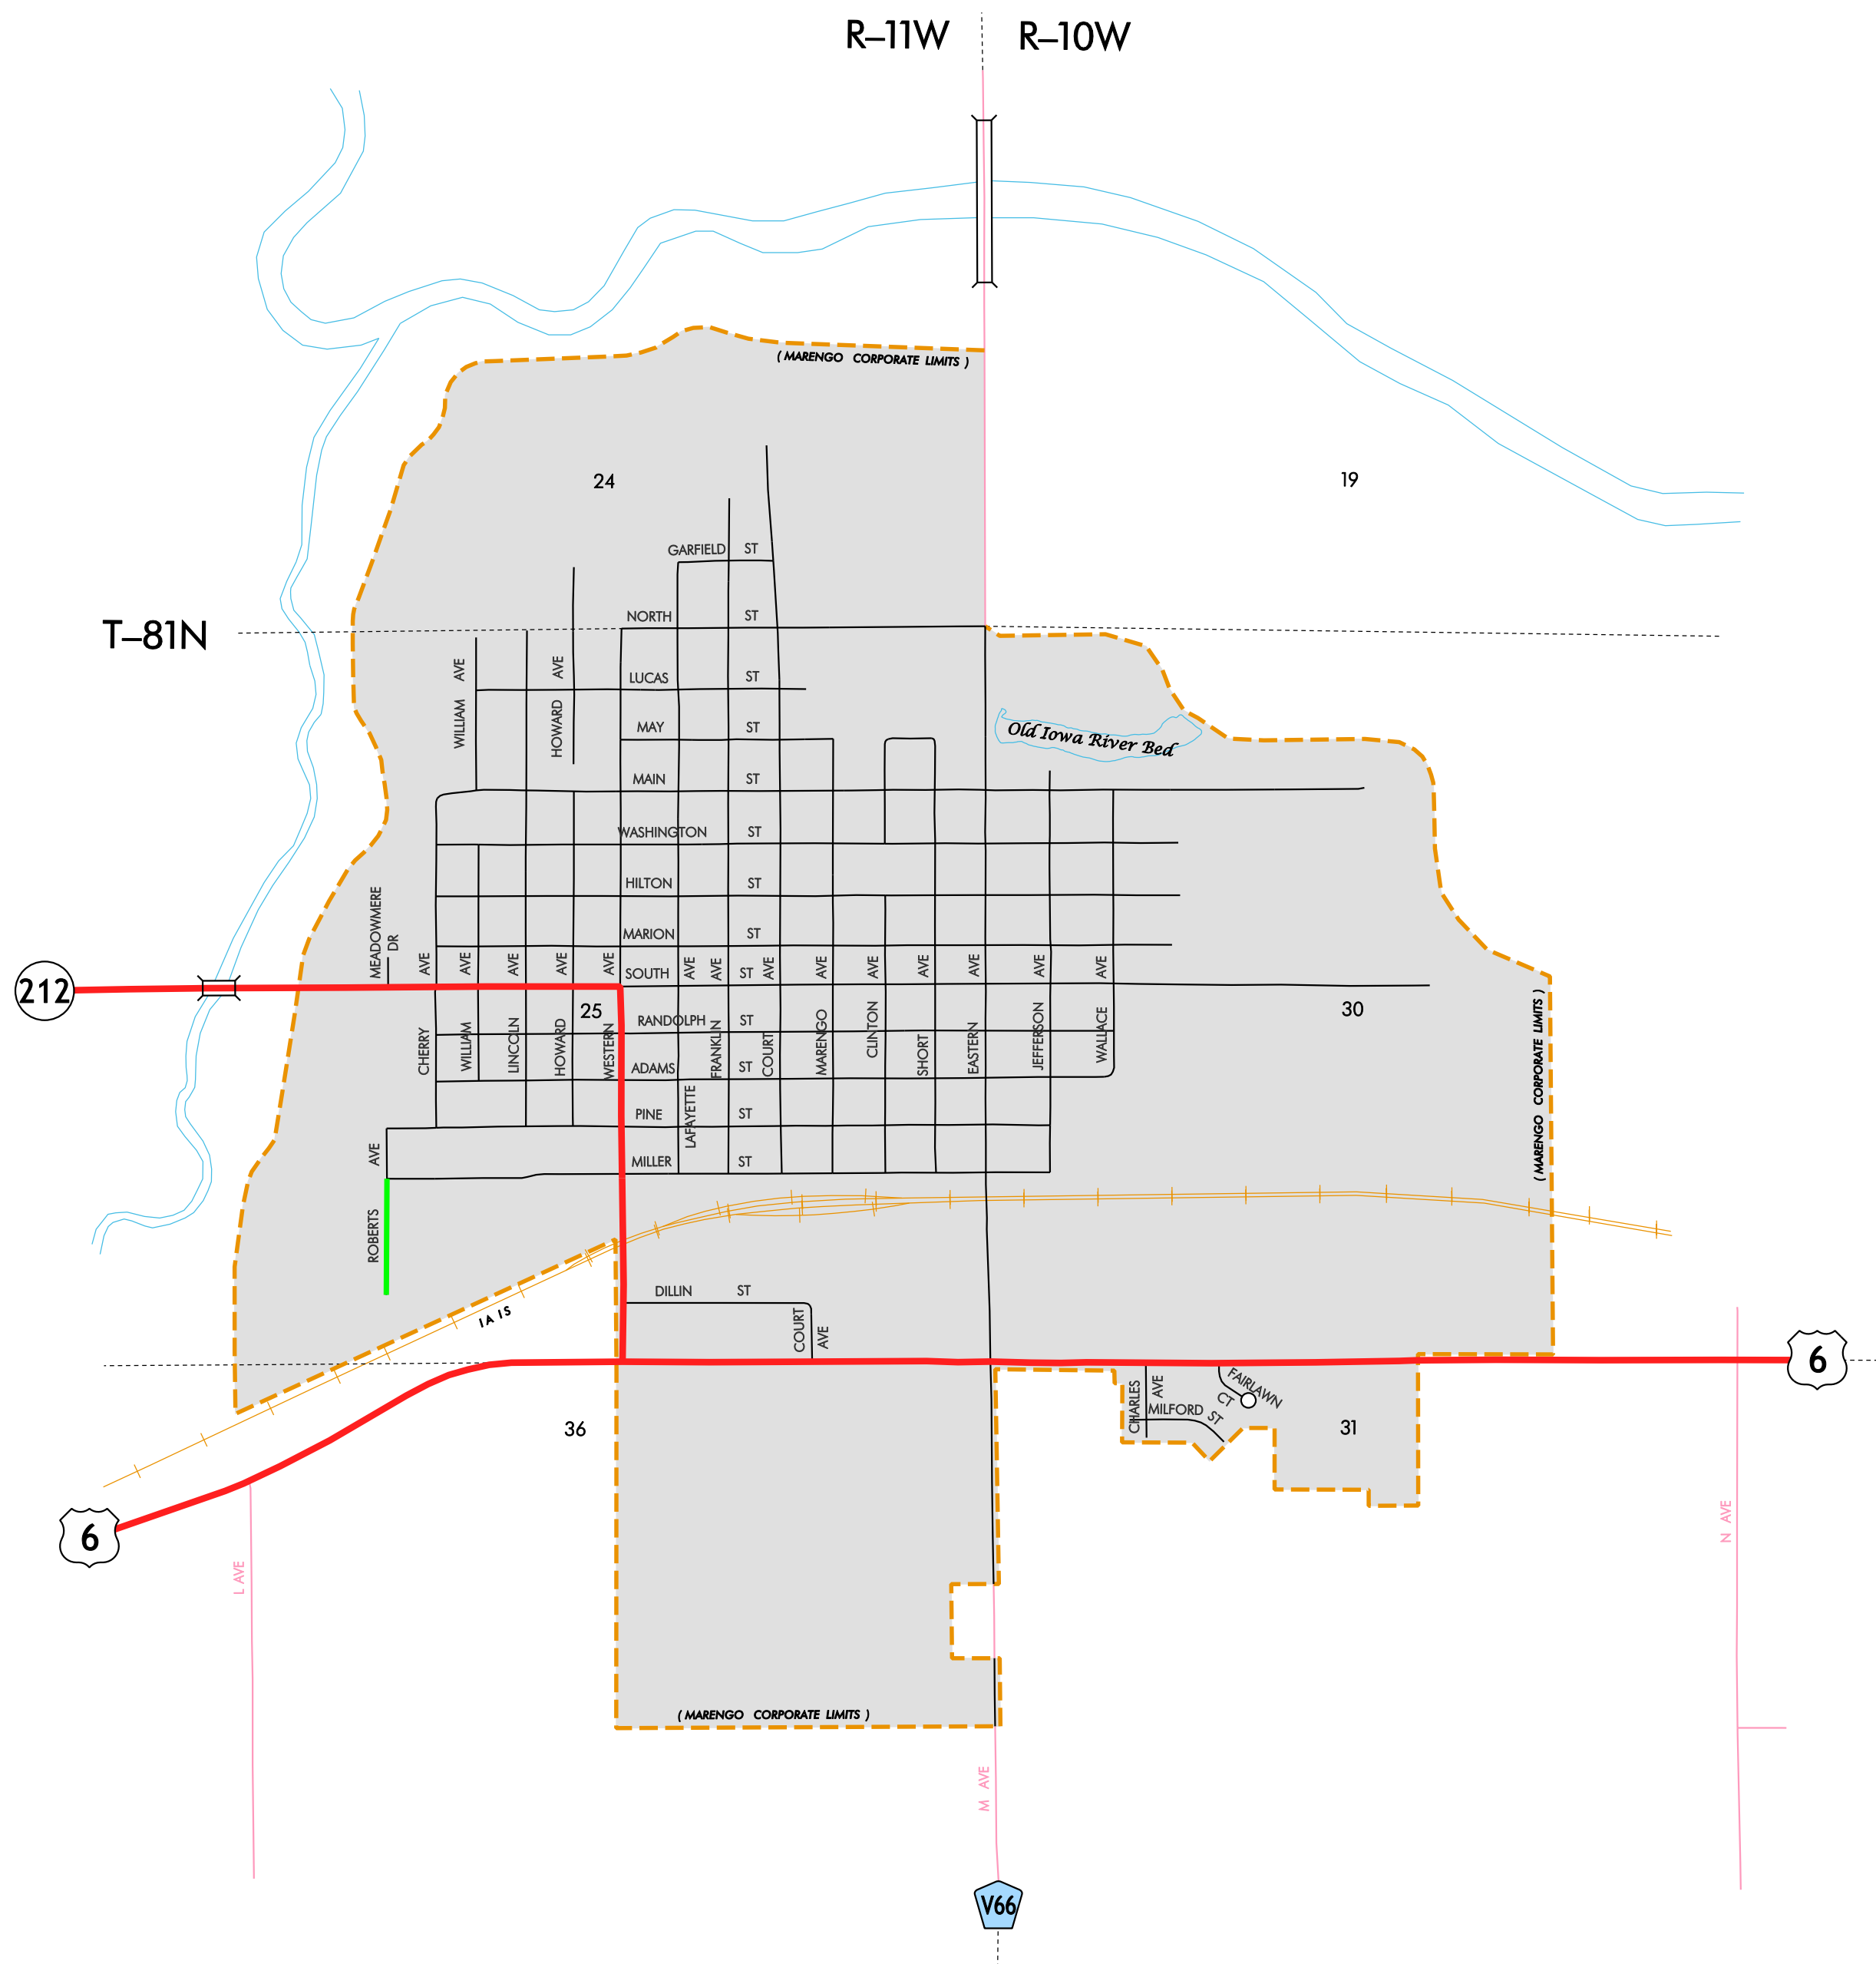 R–11W
R–10W
( MARENGO CORPORATE LIMITS )
24
19
GARFIELD ST
T–81N
NORTH ST
WILLIAM AVE
HOWARD AVE
LUCAS ST
MAY ST
Old Iowa River Bed
MAIN ST
WASHINGTON ST
HILTON ST
MEADOWMERE DR
MARION ST
SOUTH ST
212
25
30
CHERRY AVE
WILLIAM AVE
LINCOLN AVE
HOWARD AVE
WESTERN AVE
LAFAYETTE AVE
FRANKLIN AVE
COURT AVE
MARENGO AVE
CLINTON AVE
SHORT AVE
EASTERN AVE
JEFFERSON AVE
WALLACE AVE
( MARENGO CORPORATE LIMITS )
RANDOLPH ST
ADAMS ST
PINE ST
MILLER ST
ROBERTS AVE
IAIS
DILLIN ST
COURT AVE
6
CHARLES AVE
FAIRLAWN CT
MILFORD ST
36
31
6
L AVE
N AVE
( MARENGO CORPORATE LIMITS )
M AVE
V66